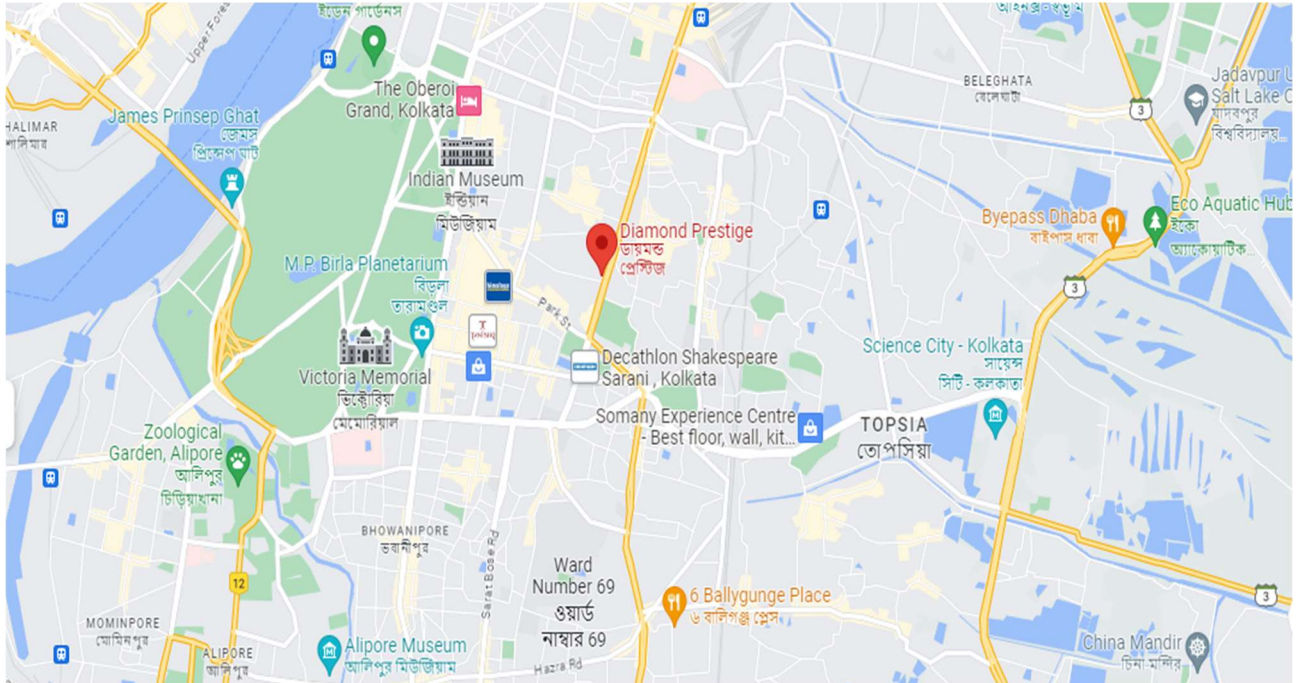 ইডেন গার্ডেনস
Upper Fores
The Oberoi
Grand, Kolkata
James Prinsep Ghat
জেমস
প্রিন্সেপ ঘাট
HALIMAR
শালিমার
Indian Museum
ইন্ডিয়ান
মিউজিয়াম
BELEGHATA
বেলেঘাটা
3
Jadavpur U
Salt Lake C
যাদবপুর
বিশ্ববিদ্যালয়...
Diamond Prestige
ডায়মন্ড
প্রেস্টিজ
Byepass Dhaba
বাইপাস ধাবা
Eco Aquatic Hub
ইকো
অ্যাকোয়াটিক...
3
M.P. Birla Planetarium
বিড়লা
তারামণ্ডল
Park St
Victoria Memorial
ভিক্টোরিয়া
মেমোরিয়াল
Decathlon Shakespeare
Sarani , Kolkata
Science City - Kolkata
সায়েন্স
সিটি - কলকাতা
Somany Experience Centre
- Best floor, wall, kit...
TOPSIA
তোপসিয়া
Zoological
Garden, Alipore
আলিপুর
চিড়িয়াখানা
BHOWANIPORE
ভবানীপুর
Sarat Bose Rd
12
Ward
Number 69
ওয়ার্ড
নাম্বার 69
6 Ballygunge Place
৬ বালিগঞ্জ প্লেস
3
MOMINPORE
মোমিনপুর
ALIPORE
আলিপুর
Alipore Museum
আলিপুর মিউজিয়াম
Hazra Rd
China Mandir
চিনা মান্দির